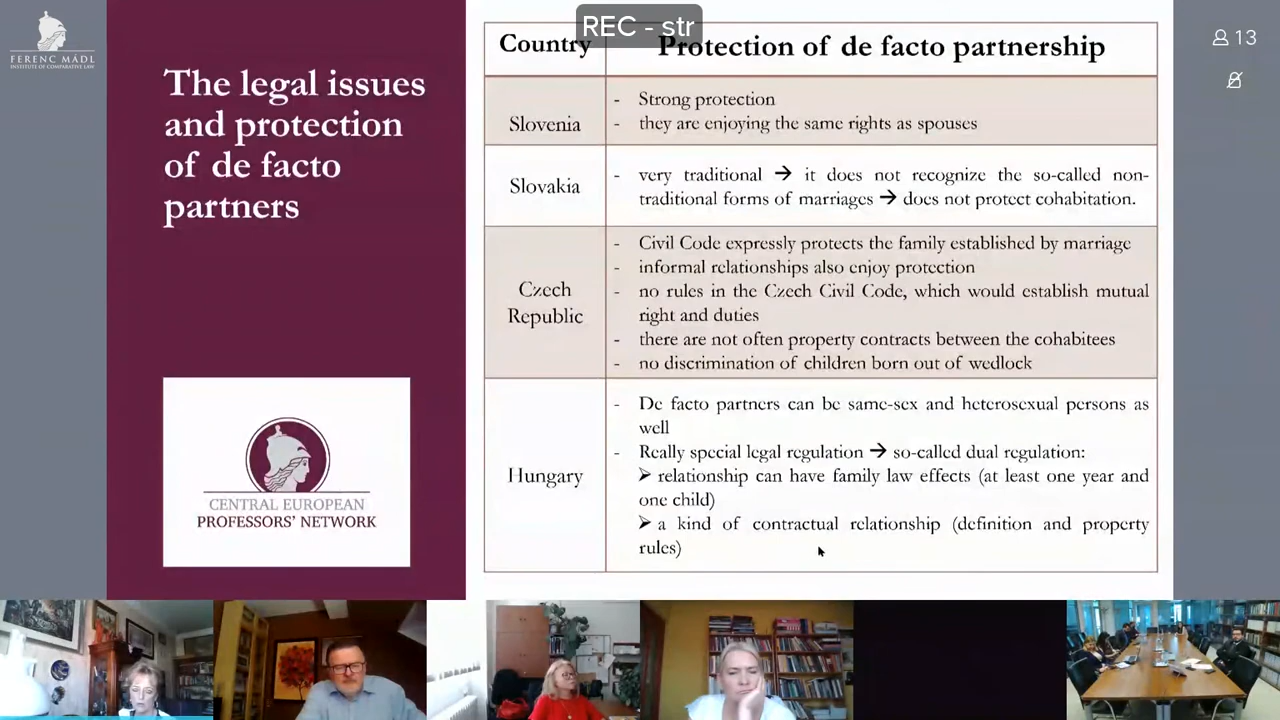 FERENC MÁDL
INSTITUTE OF COMPARATIVE LAW
REC - str
13
The legal issues
and protection
of de facto
partners
CENTRAL EUROPEAN
PROFESSORS' NETWORK
Country Protection of de facto partnership
Slovenia
- Strong protection
- they are enjoying the same rights as spouses
Slovakia
- very traditional → it does not recognize the so-called non-
traditional forms of marriages → does not protect cohabitation.
Czech
Republic
- Civil Code expressly protects the family established by marriage
- informal relationships also enjoy protection
- no rules in the Czech Civil Code, which would establish mutual
right and duties
- there are not often property contracts between the cohabitees
- no discrimination of children born out of wedlock
Hungary
- De facto partners can be same-sex and heterosexual persons as
well
- Really special legal regulation → so-called dual regulation:
➢ relationship can have family law effects (at least one year and
one child)
➢ a kind of contractual relationship (definition and property
rules)